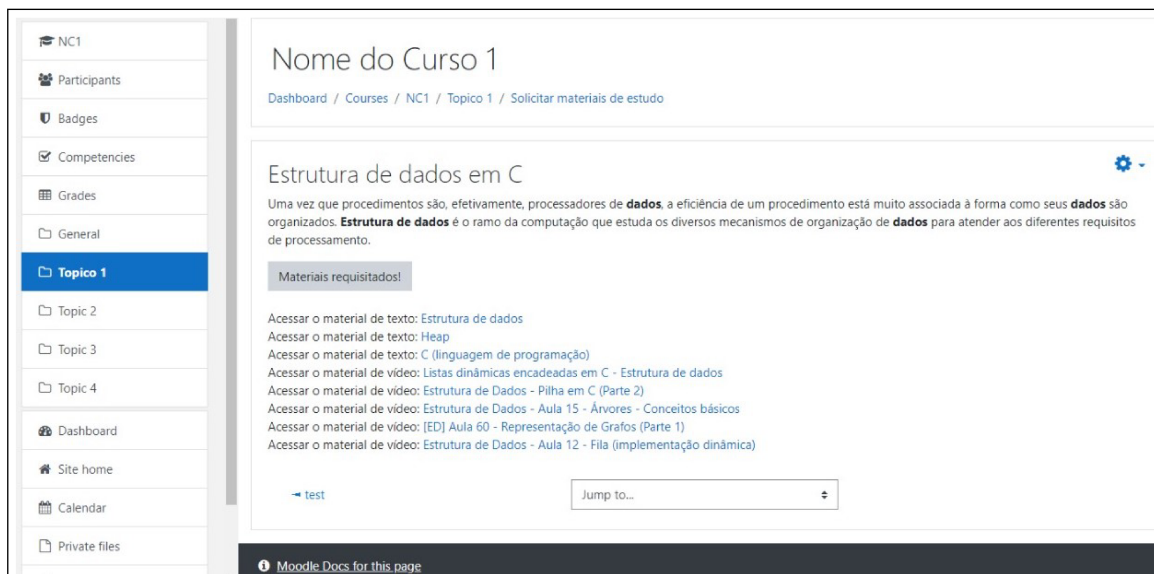 NC1
Participants
Badges
Competencies
Grades
General
Topico 1
Topic 2
Topic 3
Topic 4
Dashboard
Site home
Calendar
Private files
Nome do Curso 1
Dashboard / Courses / NC1 / Topico 1 / Solicitar materiais de estudo
Estrutura de dados em C
Uma vez que procedimentos são, efetivamente, processadores de dados, a eficiência de um procedimento está muito associada à forma como seus dados são
organizados. Estrutura de dados é o ramo da computação que estuda os diversos mecanismos de organização de dados para atender aos diferentes requisitos
de processamento.
Materiais requisitados!
Acessar o material de texto: Estrutura de dados
Acessar o material de texto: Heap
Acessar o material de texto: C (linguagem de programação)
Acessar o material de vídeo: Listas dinâmicas encadeadas em C - Estrutura de dados
Acessar o material de vídeo: Estrutura de Dados - Pilha em C (Parte 2)
Acessar o material de vídeo: Estrutura de Dados - Aula 15 - Árvores - Conceitos básicos
Acessar o material de vídeo: [ED] Aula 60 - Representação de Grafos (Parte 1)
Acessar o material de vídeo: Estrutura de Dados - Aula 12 - Fila (implementação dinâmica)
◄ test
Jump to...
Moodle Docs for this page